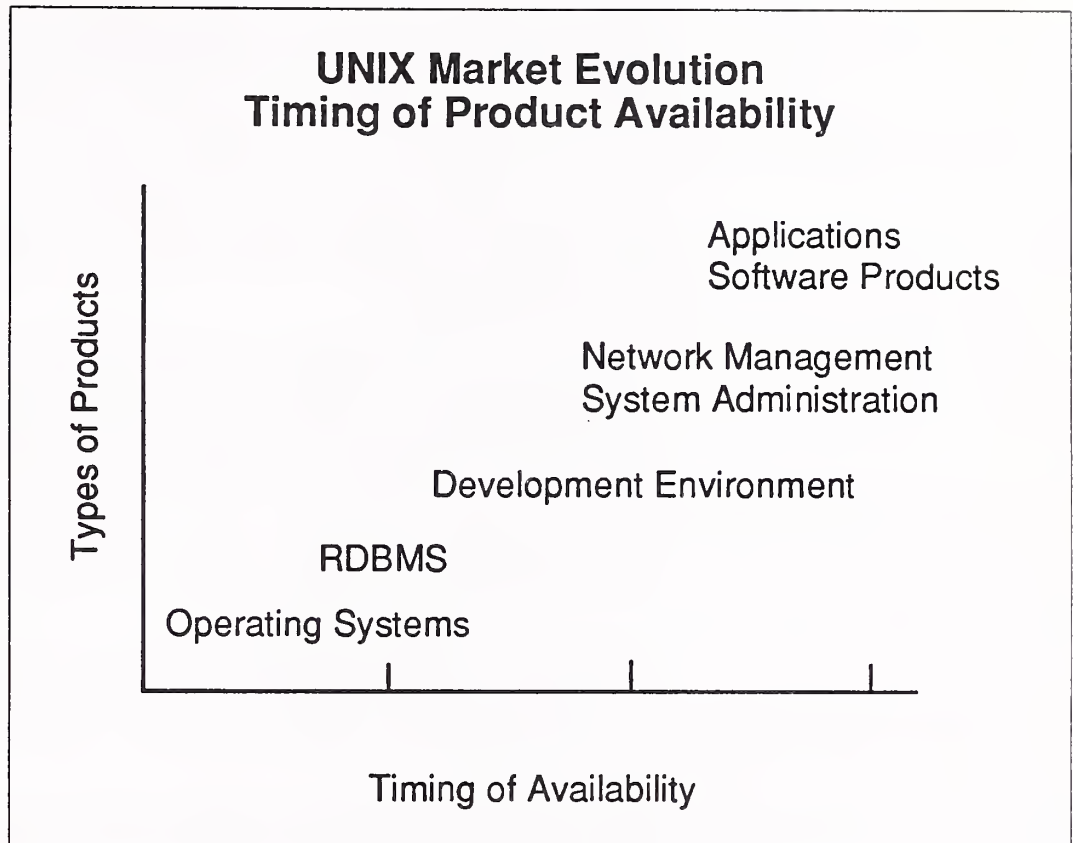 UNIX Market Evolution
Timing of Product Availability
Types of Products
Applications
Software Products
Network Management
System Administration
Development Environment
RDBMS
Operating Systems
Timing of Availability